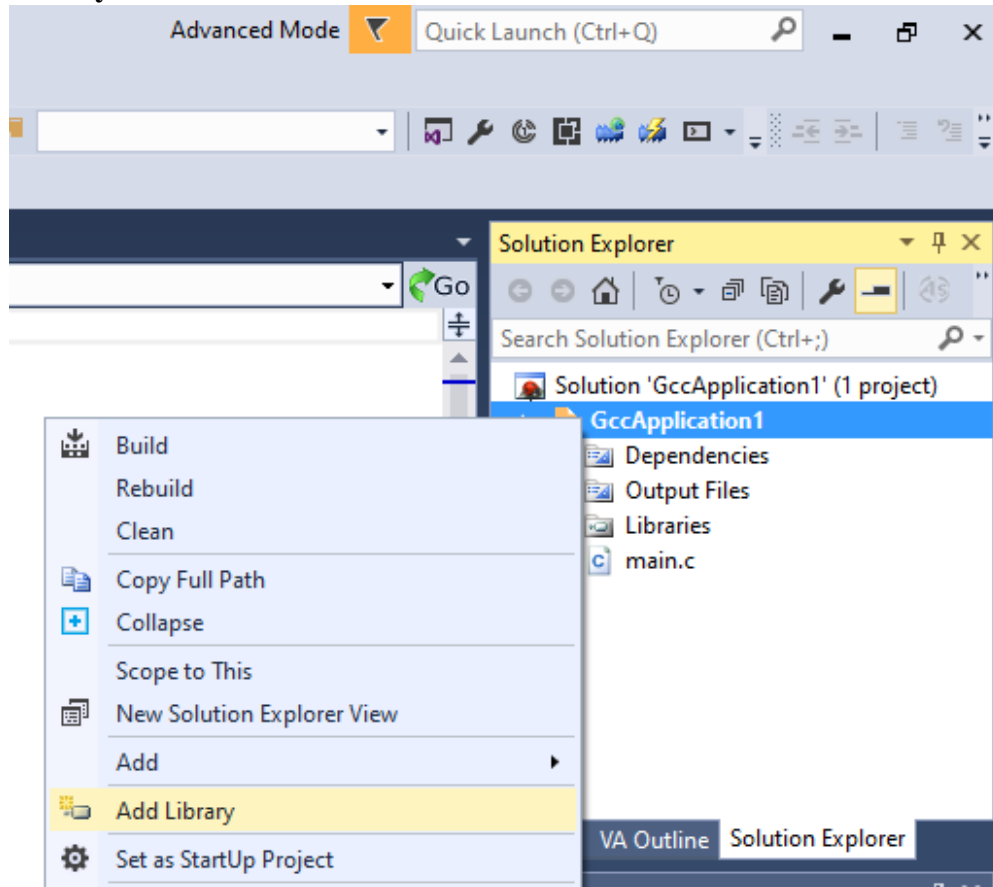 Advanced Mode Quick Launch (Ctrl+Q)
Go
Solution Explorer
Search Solution Explorer (Ctrl+;)
Solution 'GccApplication1' (1 project)
GccApplication1
Dependencies
Output Files
Libraries
main.c
Build
Rebuild
Clean
Copy Full Path
Collapse
Scope to This
New Solution Explorer View
Add
Add Library
Set as StartUp Project
VA Outline Solution Explorer